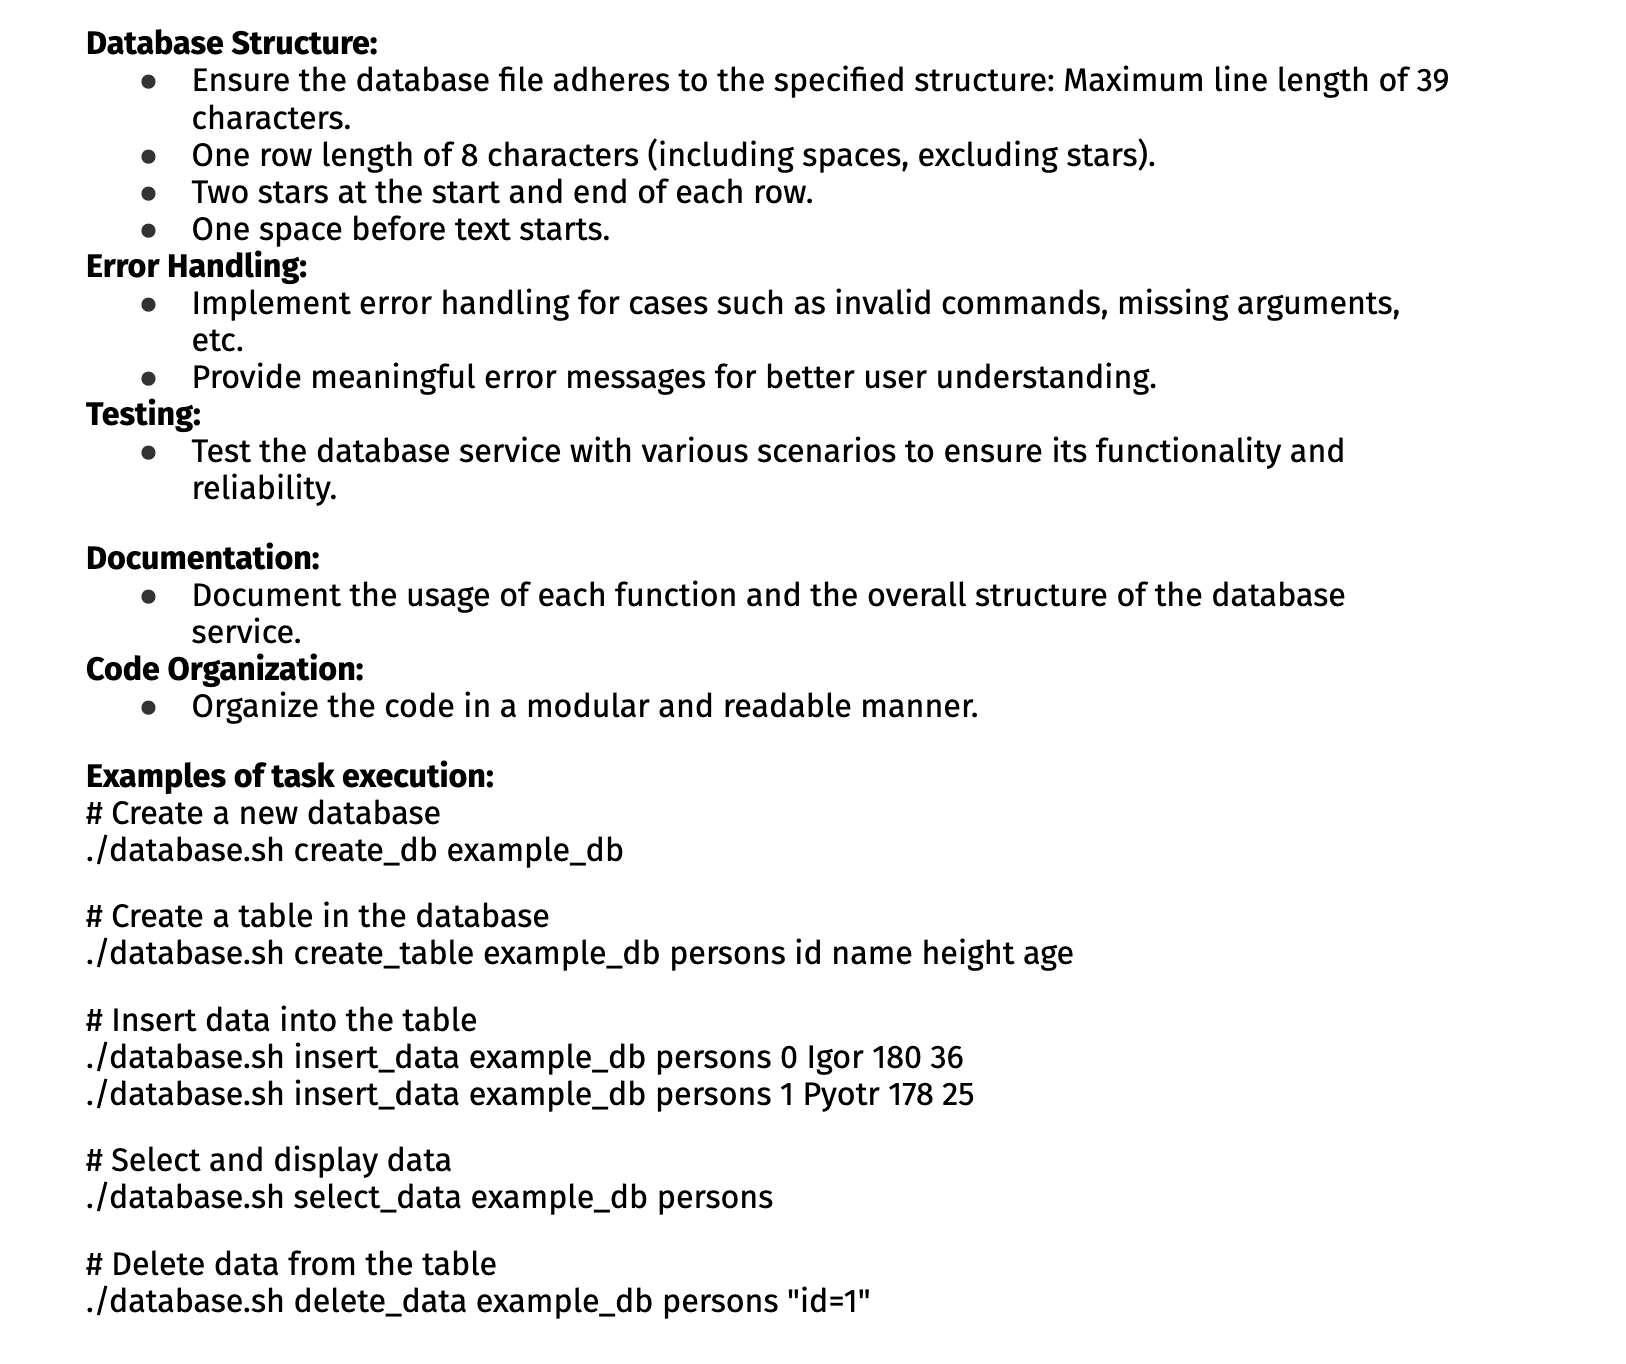 Database Structure:
● Ensure the database file adheres to the specified structure: Maximum line length of 39
characters.
● One row length of 8 characters (including spaces, excluding stars).
● Two stars at the start and end of each row.
● One space before text starts.
Error Handling:
● Implement error handling for cases such as invalid commands, missing arguments,
etc.
● Provide meaningful error messages for better user understanding.
Testing:
● Test the database service with various scenarios to ensure its functionality and
reliability.
Documentation:
● Document the usage of each function and the overall structure of the database
service.
Code Organization:
● Organize the code in a modular and readable manner.
Examples of task execution:
# Create a new database
./database.sh create_db example_db
# Create a table in the database
./database.sh create_table example_db persons id name height age
# Insert data into the table
./database.sh insert_data example_db persons 0 Igor 180 36
./database.sh insert_data example_db persons 1 Pyotr 178 25
# Select and display data
./database.sh select_data example_db persons
# Delete data from the table
./database.sh delete_data example_db persons "id=1"